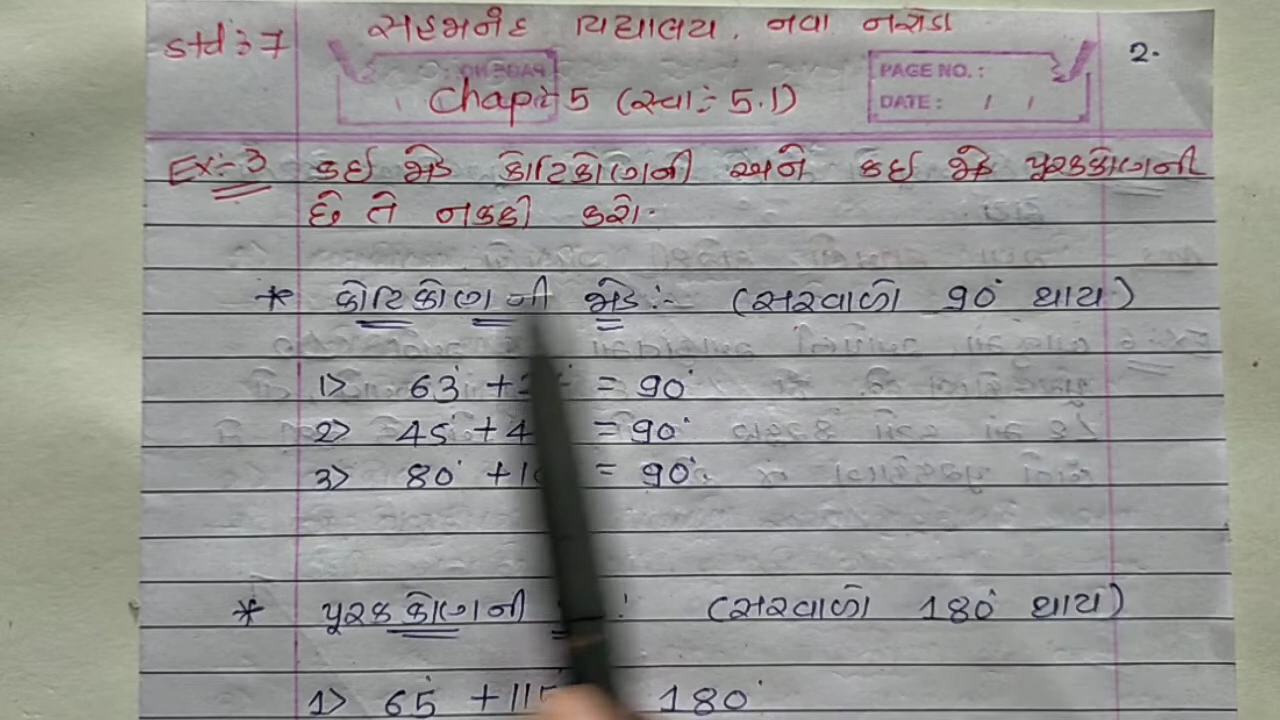 સહજાનંદ વિદ્યાલય, નવા નરોડા
Std:-7
2.
PAGE NO.:
Chap:-5 (સ્વા:- 5.1)
DATE: / /
Ex:-3 કઈ જોડ કોટિકોણની અને કઈ જોડ પુરકકોણની
છે તે નક્કી કરો.
* કોટિકોણની જોડ:- (સરવાળો 90° થાય)
1> 63° + = 90°
2> 45° + 4 = 90°
3> 80° + 1 = 90°
* પૂરકકોણની : (સરવાળો 180° થાય)
1> 65° + 115 180°